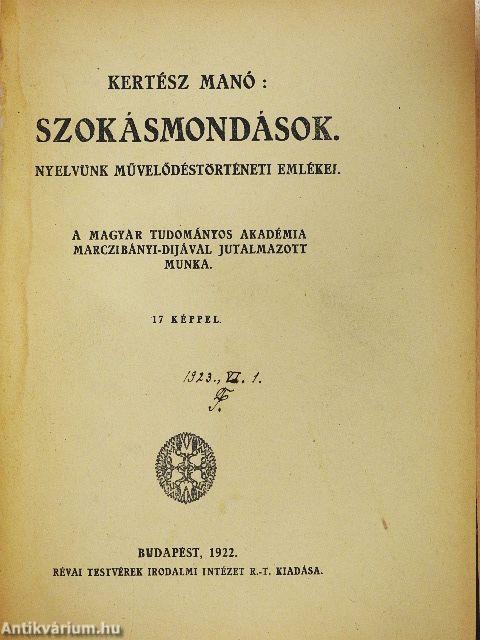 KERTÉSZ MANÓ:
SZOKÁSMONDÁSOK.
NYELVÜNK MŰVELŐDÉSTÖRTÉNETI EMLÉKEI.
A MAGYAR TUDOMÁNYOS AKADÉMIA
MARCZIBÁNYI-DIJÁVAL JUTALMAZOTT
MUNKA.
17 KÉPPEL.
1923., VI. 1.
BUDAPEST, 1922.
RÉVAI TESTVÉREK IRODALMI INTÉZET R.-T. KIADÁSA.
Antikvárium.hu